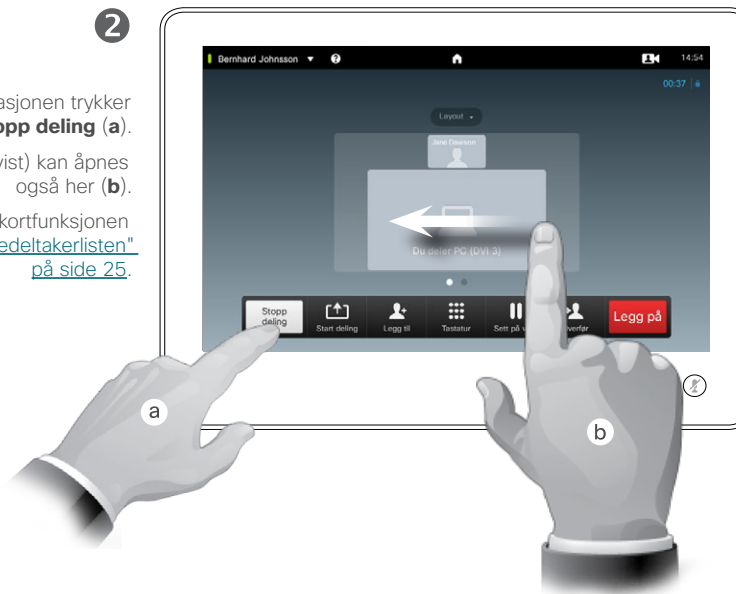 2
asjonen trykker
opp deling (a).
vist) kan åpnes
også her (b).
kortfunksjonen
edeltakerlisten"
på side 25.
Bernhard Johnsson ▼ ?
14:54
00:37
Layout
Jane Dawson
Du deler PC (DVI 3)
Stopp
deling
Start deling
Legg til
Tastatur
Sett på v
verfør
Legg på
a
b